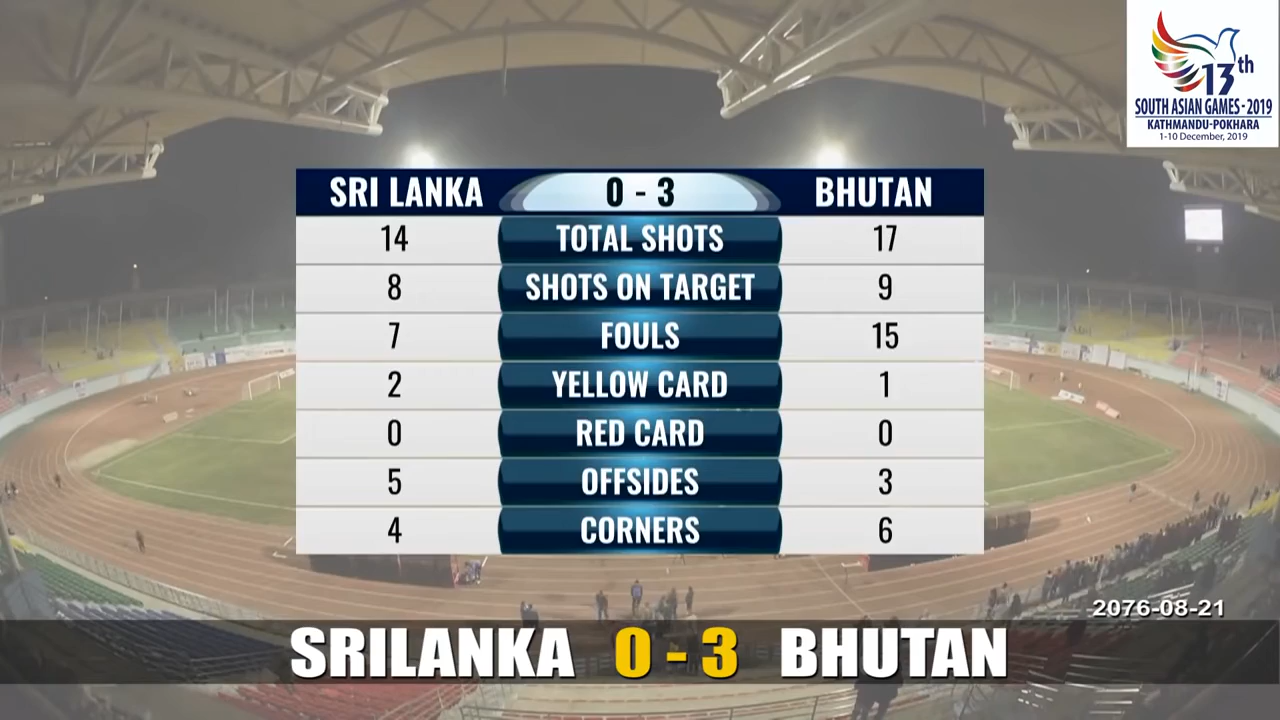 13th
SOUTH ASIAN GAMES - 2019
KATHMANDU-POKHARA
1-10 December, 2019
SRI LANKA 0 - 3 BHUTAN
14 TOTAL SHOTS 17
8 SHOTS ON TARGET 9
7 FOULS 15
2 YELLOW CARD 1
0 RED CARD 0
5 OFFSIDES 3
4 CORNERS 6
2076-08-21
SRILANKA 0 - 3 BHUTAN